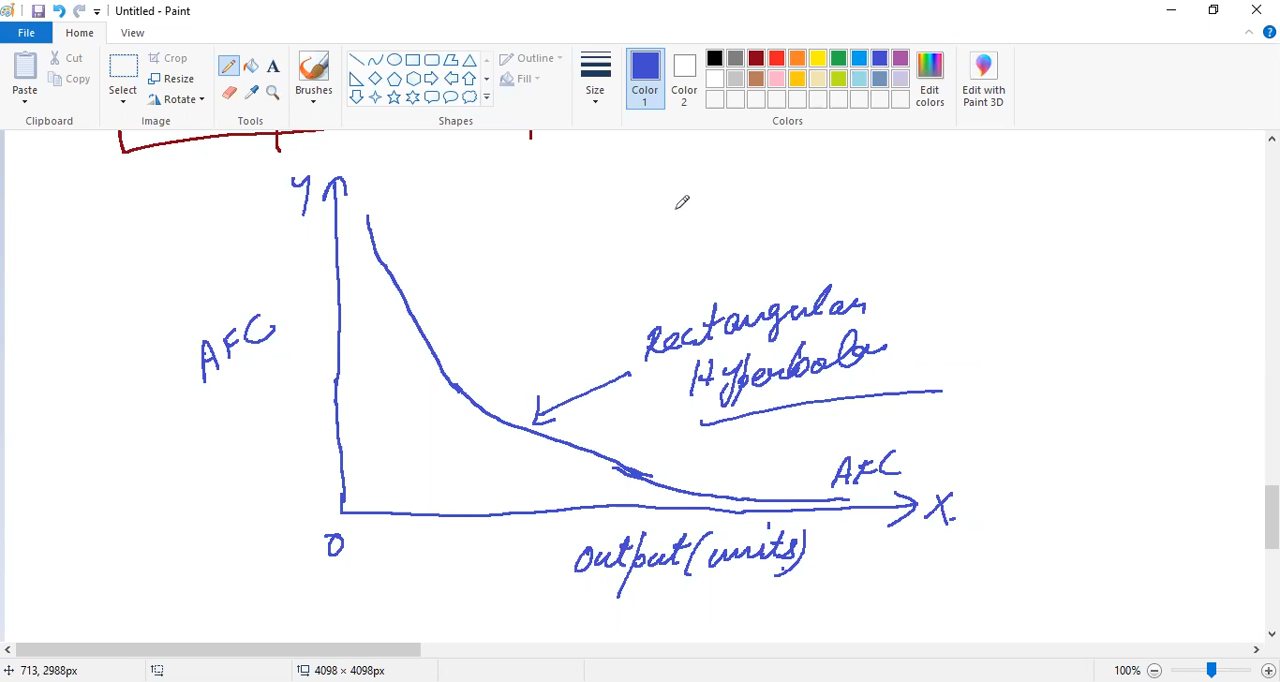 Untitled - Paint
File
Home
View
Paste
Cut
Copy
Clipboard
Select
Crop
Resize
Rotate
Image
A
Tools
Brushes
Outline
Fill
Shapes
Size
Color 1
Color 2
Edit colors
Colors
Edit with Paint 3D
Y
AFC
Rectangular
Hyperbola
AFC
X
0
Output (units)
713, 2988px
4098 × 4098px
100%